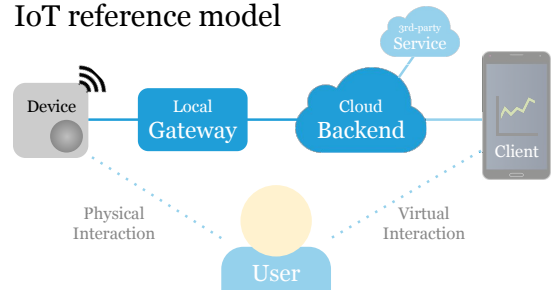 IoT reference model
3rd-party
Service
Device
Local
Gateway
Cloud
Backend
Client
Physical
Interaction
Virtual
Interaction
User